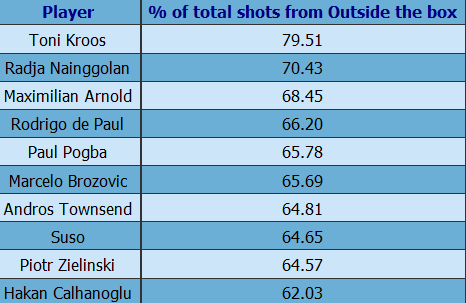 Player % of total shots from Outside the box
Toni Kroos 79.51
Radja Nainggolan 70.43
Maximilian Arnold 68.45
Rodrigo de Paul 66.20
Paul Pogba 65.78
Marcelo Brozovic 65.69
Andros Townsend 64.81
Suso 64.65
Piotr Zielinski 64.57
Hakan Calhanoglu 62.03